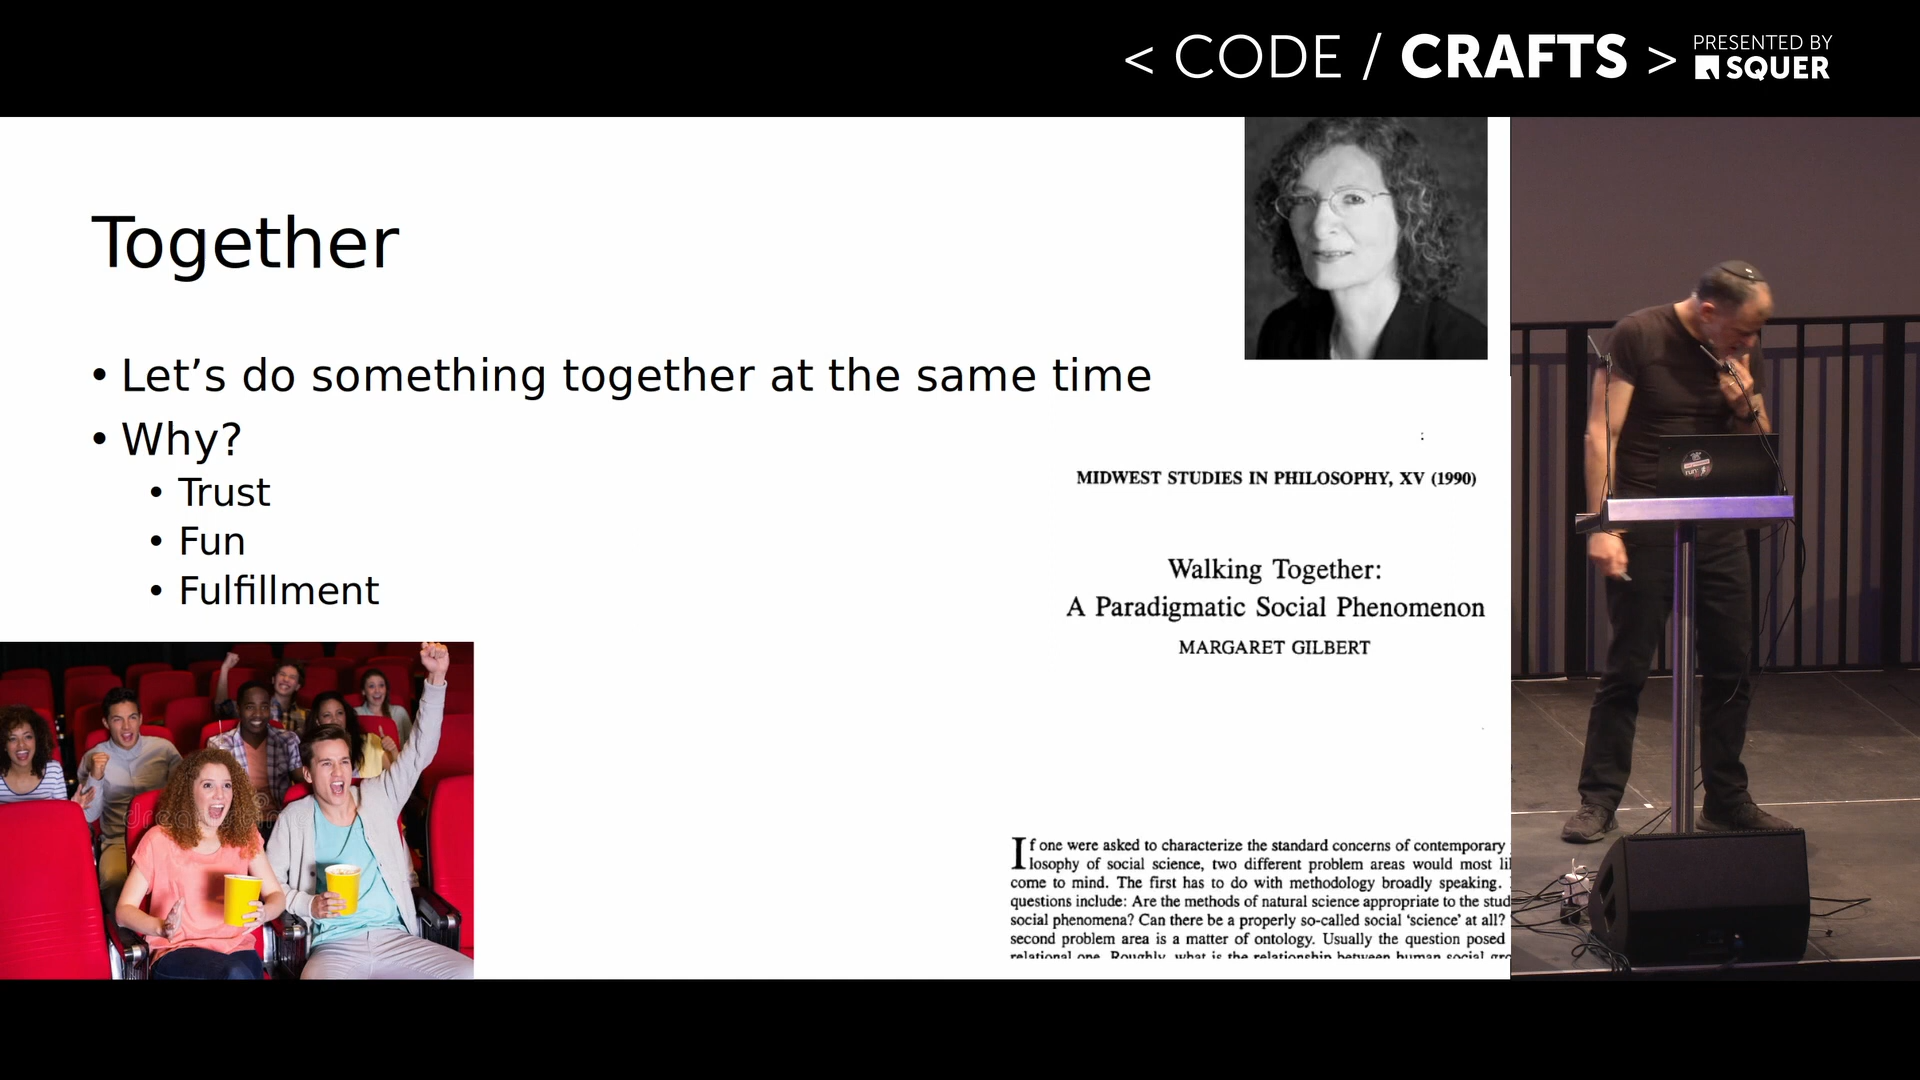 < CODE / CRAFTS >
PRESENTED BY
SQUER
Together
• Let’s do something together at the same time
• Why?
• Trust
• Fun
• Fulfillment
MIDWEST STUDIES IN PHILOSOPHY, XV (1990)
Walking Together:
A Paradigmatic Social Phenomenon
MARGARET GILBERT
If one were asked to characterize the standard concerns of contemporary
losophy of social science, two different problem areas would most li
come to mind. The first has to do with methodology broadly speaking.
questions include: Are the methods of natural science appropriate to the stud
social phenomena? Can there be a properly so-called social ‘science’ at all?
second problem area is a matter of ontology. Usually the question posed
relational one. Roughly, what is the relationship between human social gro
dreamstime